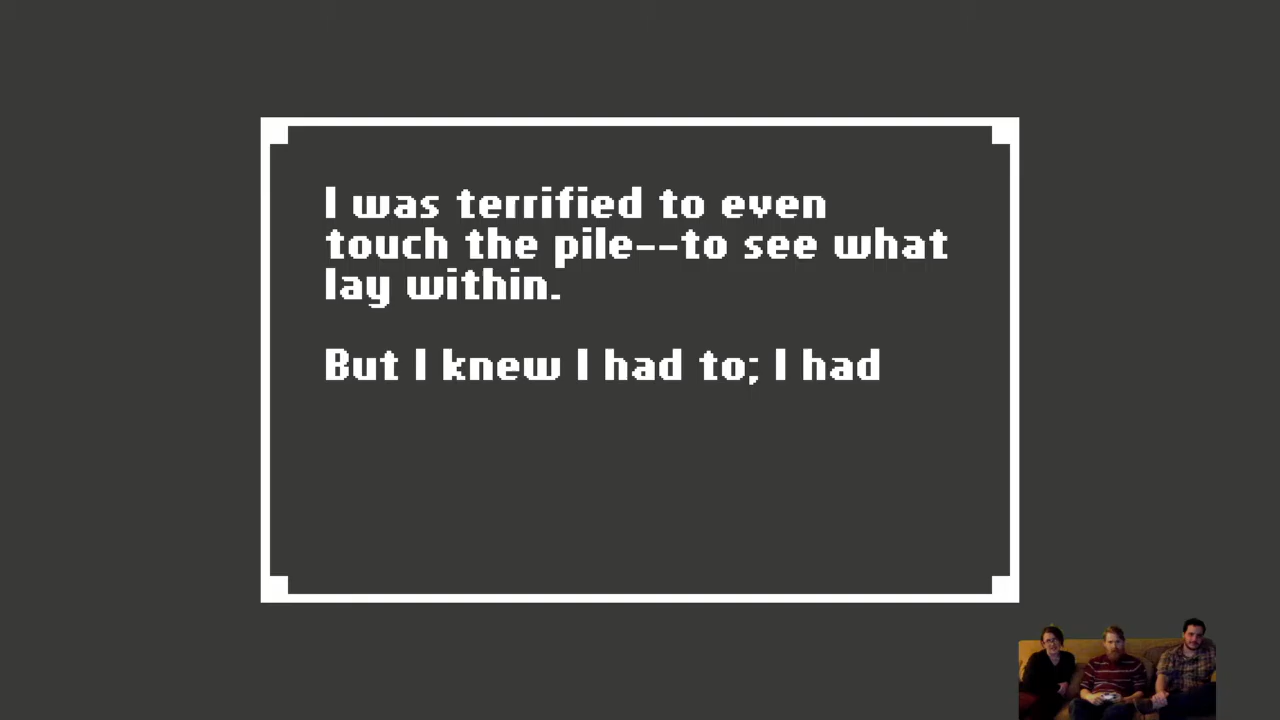 I was terrified to even
touch the pile--to see what
lay within.
But I knew I had to; I had